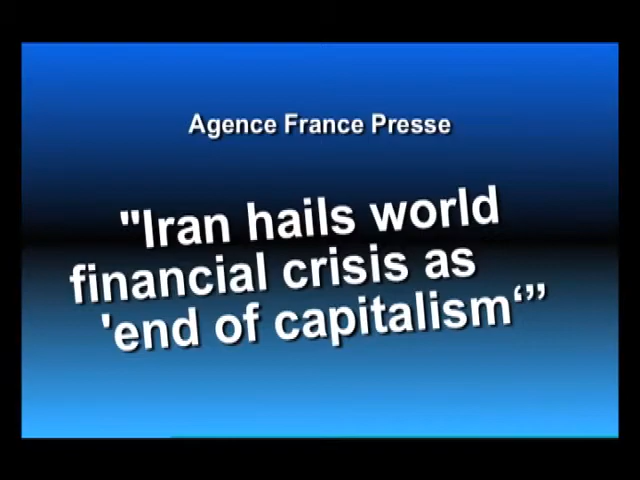 Agence France Presse
"Iran hails world
financial crisis as
'end of capitalism‘”